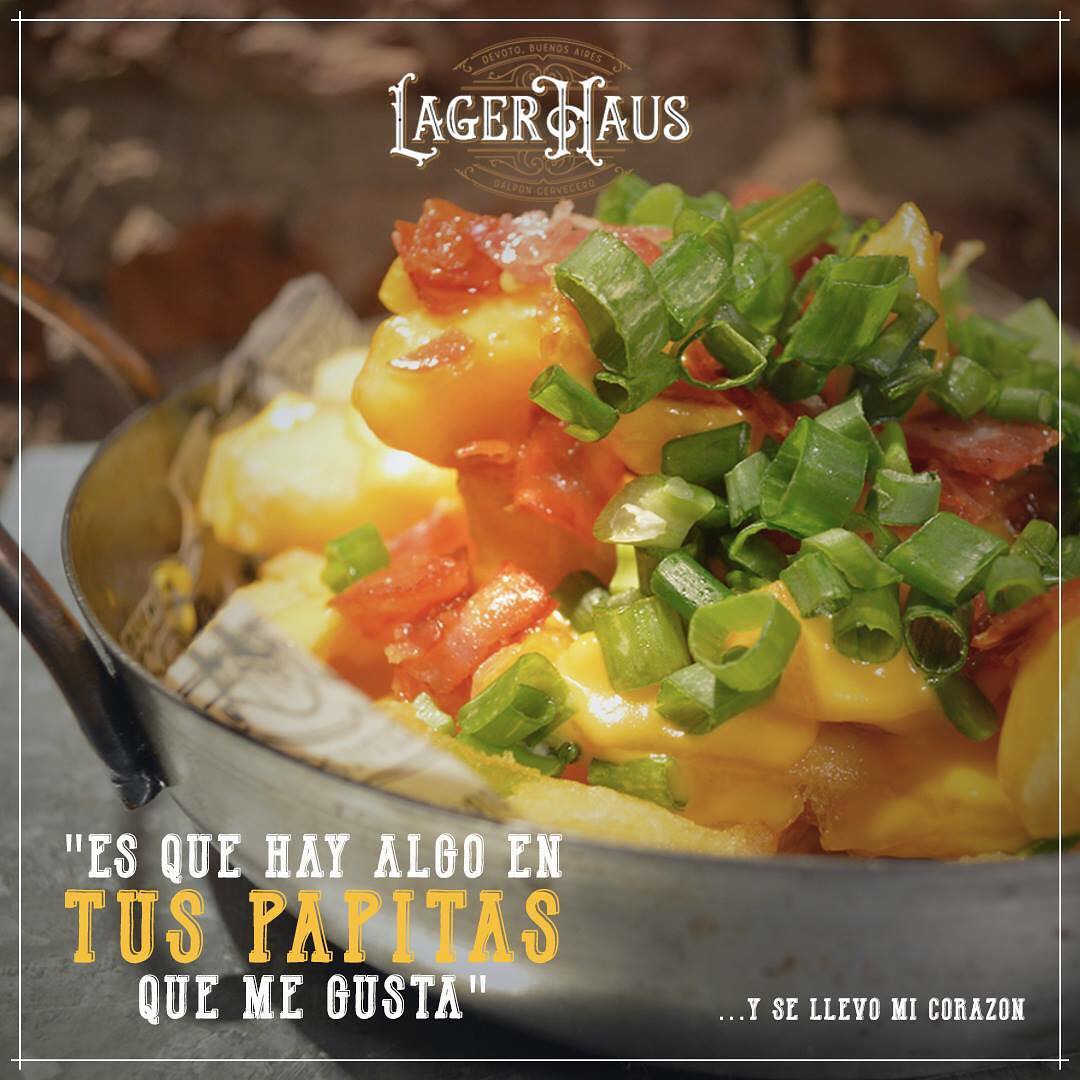 DEVOTO, BUENOS AIRES
LAGERHAUS
GALPÓN CERVECERO
"ES QUE HAY ALGO EN
TUS PAPITAS
QUE ME GUSTA"
...Y SE LLEVO MI CORAZON